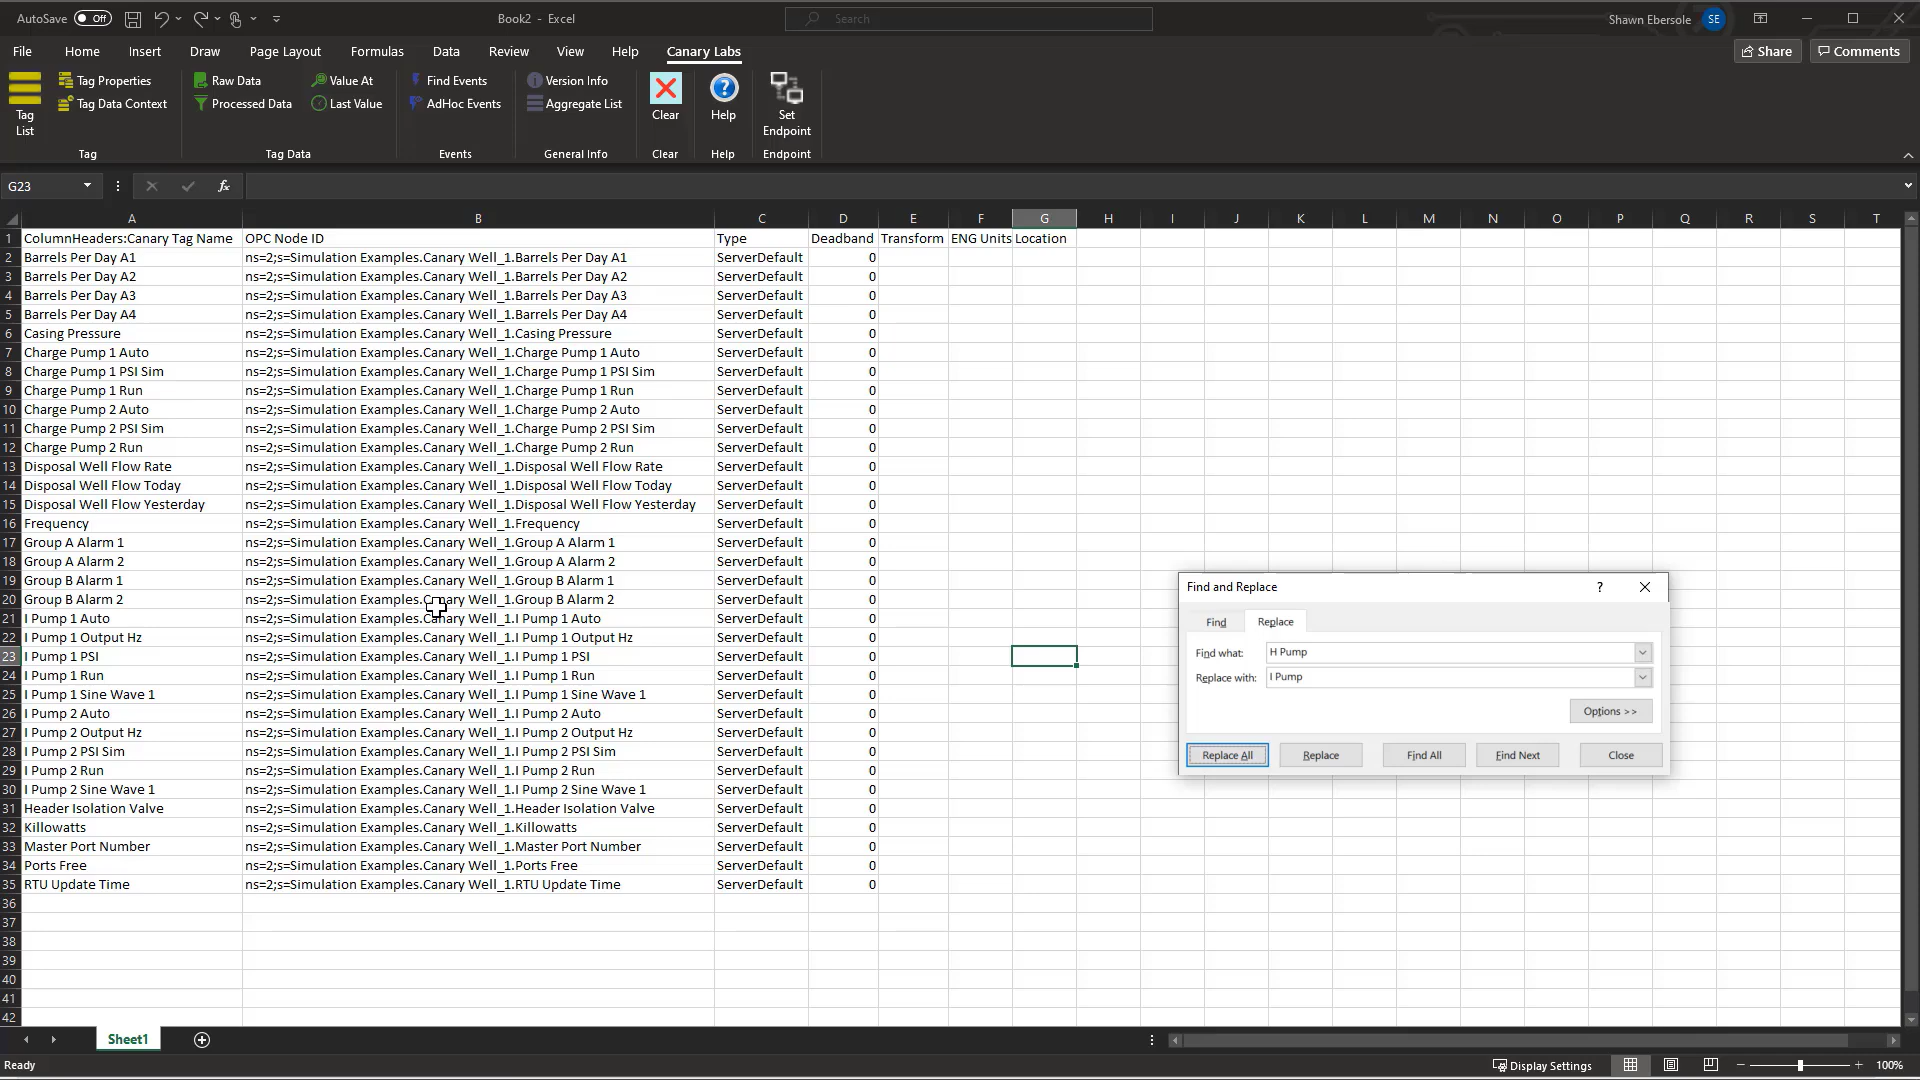 AutoSave Off Book2 - Excel Search Shawn Ebersole SE
File Home Insert Draw Page Layout Formulas Data Review View Help Canary Labs Share Comments
Tag List
Tag Properties
Tag Data Context
Tag
Raw Data
Processed Data
Value At
Last Value
Tag Data
Find Events
AdHoc Events
Events
Version Info
Aggregate List
General Info
Clear
Clear
Help
Help
Set Endpoint
Endpoint
G23 fx
A B C D E F G H I J K L M N O P Q R S T
1 ColumnHeaders:Canary Tag Name OPC Node ID Type Deadband Transform ENG Units Location
2 Barrels Per Day A1 ns=2;s=Simulation Examples.Canary Well_1.Barrels Per Day A1 ServerDefault 0
3 Barrels Per Day A2 ns=2;s=Simulation Examples.Canary Well_1.Barrels Per Day A2 ServerDefault 0
4 Barrels Per Day A3 ns=2;s=Simulation Examples.Canary Well_1.Barrels Per Day A3 ServerDefault 0
5 Barrels Per Day A4 ns=2;s=Simulation Examples.Canary Well_1.Barrels Per Day A4 ServerDefault 0
6 Casing Pressure ns=2;s=Simulation Examples.Canary Well_1.Casing Pressure ServerDefault 0
7 Charge Pump 1 Auto ns=2;s=Simulation Examples.Canary Well_1.Charge Pump 1 Auto ServerDefault 0
8 Charge Pump 1 PSI Sim ns=2;s=Simulation Examples.Canary Well_1.Charge Pump 1 PSI Sim ServerDefault 0
9 Charge Pump 1 Run ns=2;s=Simulation Examples.Canary Well_1.Charge Pump 1 Run ServerDefault 0
10 Charge Pump 2 Auto ns=2;s=Simulation Examples.Canary Well_1.Charge Pump 2 Auto ServerDefault 0
11 Charge Pump 2 PSI Sim ns=2;s=Simulation Examples.Canary Well_1.Charge Pump 2 PSI Sim ServerDefault 0
12 Charge Pump 2 Run ns=2;s=Simulation Examples.Canary Well_1.Charge Pump 2 Run ServerDefault 0
13 Disposal Well Flow Rate ns=2;s=Simulation Examples.Canary Well_1.Disposal Well Flow Rate ServerDefault 0
14 Disposal Well Flow Today ns=2;s=Simulation Examples.Canary Well_1.Disposal Well Flow Today ServerDefault 0
15 Disposal Well Flow Yesterday ns=2;s=Simulation Examples.Canary Well_1.Disposal Well Flow Yesterday ServerDefault 0
16 Frequency ns=2;s=Simulation Examples.Canary Well_1.Frequency ServerDefault 0
17 Group A Alarm 1 ns=2;s=Simulation Examples.Canary Well_1.Group A Alarm 1 ServerDefault 0
18 Group A Alarm 2 ns=2;s=Simulation Examples.Canary Well_1.Group A Alarm 2 ServerDefault 0
19 Group B Alarm 1 ns=2;s=Simulation Examples.Canary Well_1.Group B Alarm 1 ServerDefault 0
20 Group B Alarm 2 ns=2;s=Simulation Examples.Canary Well_1.Group B Alarm 2 ServerDefault 0
21 I Pump 1 Auto ns=2;s=Simulation Examples.Canary Well_1.I Pump 1 Auto ServerDefault 0
22 I Pump 1 Output Hz ns=2;s=Simulation Examples.Canary Well_1.I Pump 1 Output Hz ServerDefault 0
23 I Pump 1 PSI ns=2;s=Simulation Examples.Canary Well_1.I Pump 1 PSI ServerDefault 0
24 I Pump 1 Run ns=2;s=Simulation Examples.Canary Well_1.I Pump 1 Run ServerDefault 0
25 I Pump 1 Sine Wave 1 ns=2;s=Simulation Examples.Canary Well_1.I Pump 1 Sine Wave 1 ServerDefault 0
26 I Pump 2 Auto ns=2;s=Simulation Examples.Canary Well_1.I Pump 2 Auto ServerDefault 0
27 I Pump 2 Output Hz ns=2;s=Simulation Examples.Canary Well_1.I Pump 2 Output Hz ServerDefault 0
28 I Pump 2 PSI Sim ns=2;s=Simulation Examples.Canary Well_1.I Pump 2 PSI Sim ServerDefault 0
29 I Pump 2 Run ns=2;s=Simulation Examples.Canary Well_1.I Pump 2 Run ServerDefault 0
30 I Pump 2 Sine Wave 1 ns=2;s=Simulation Examples.Canary Well_1.I Pump 2 Sine Wave 1 ServerDefault 0
31 Header Isolation Valve ns=2;s=Simulation Examples.Canary Well_1.Header Isolation Valve ServerDefault 0
32 Killowatts ns=2;s=Simulation Examples.Canary Well_1.Killowatts ServerDefault 0
33 Master Port Number ns=2;s=Simulation Examples.Canary Well_1.Master Port Number ServerDefault 0
34 Ports Free ns=2;s=Simulation Examples.Canary Well_1.Ports Free ServerDefault 0
35 RTU Update Time ns=2;s=Simulation Examples.Canary Well_1.RTU Update Time ServerDefault 0
36
37
38
39
40
41
42
Find and Replace ?
Find Replace
Find what: H Pump
Replace with: I Pump
Options >>
Replace All Replace Find All Find Next Close
Sheet1
Ready Display Settings 100%